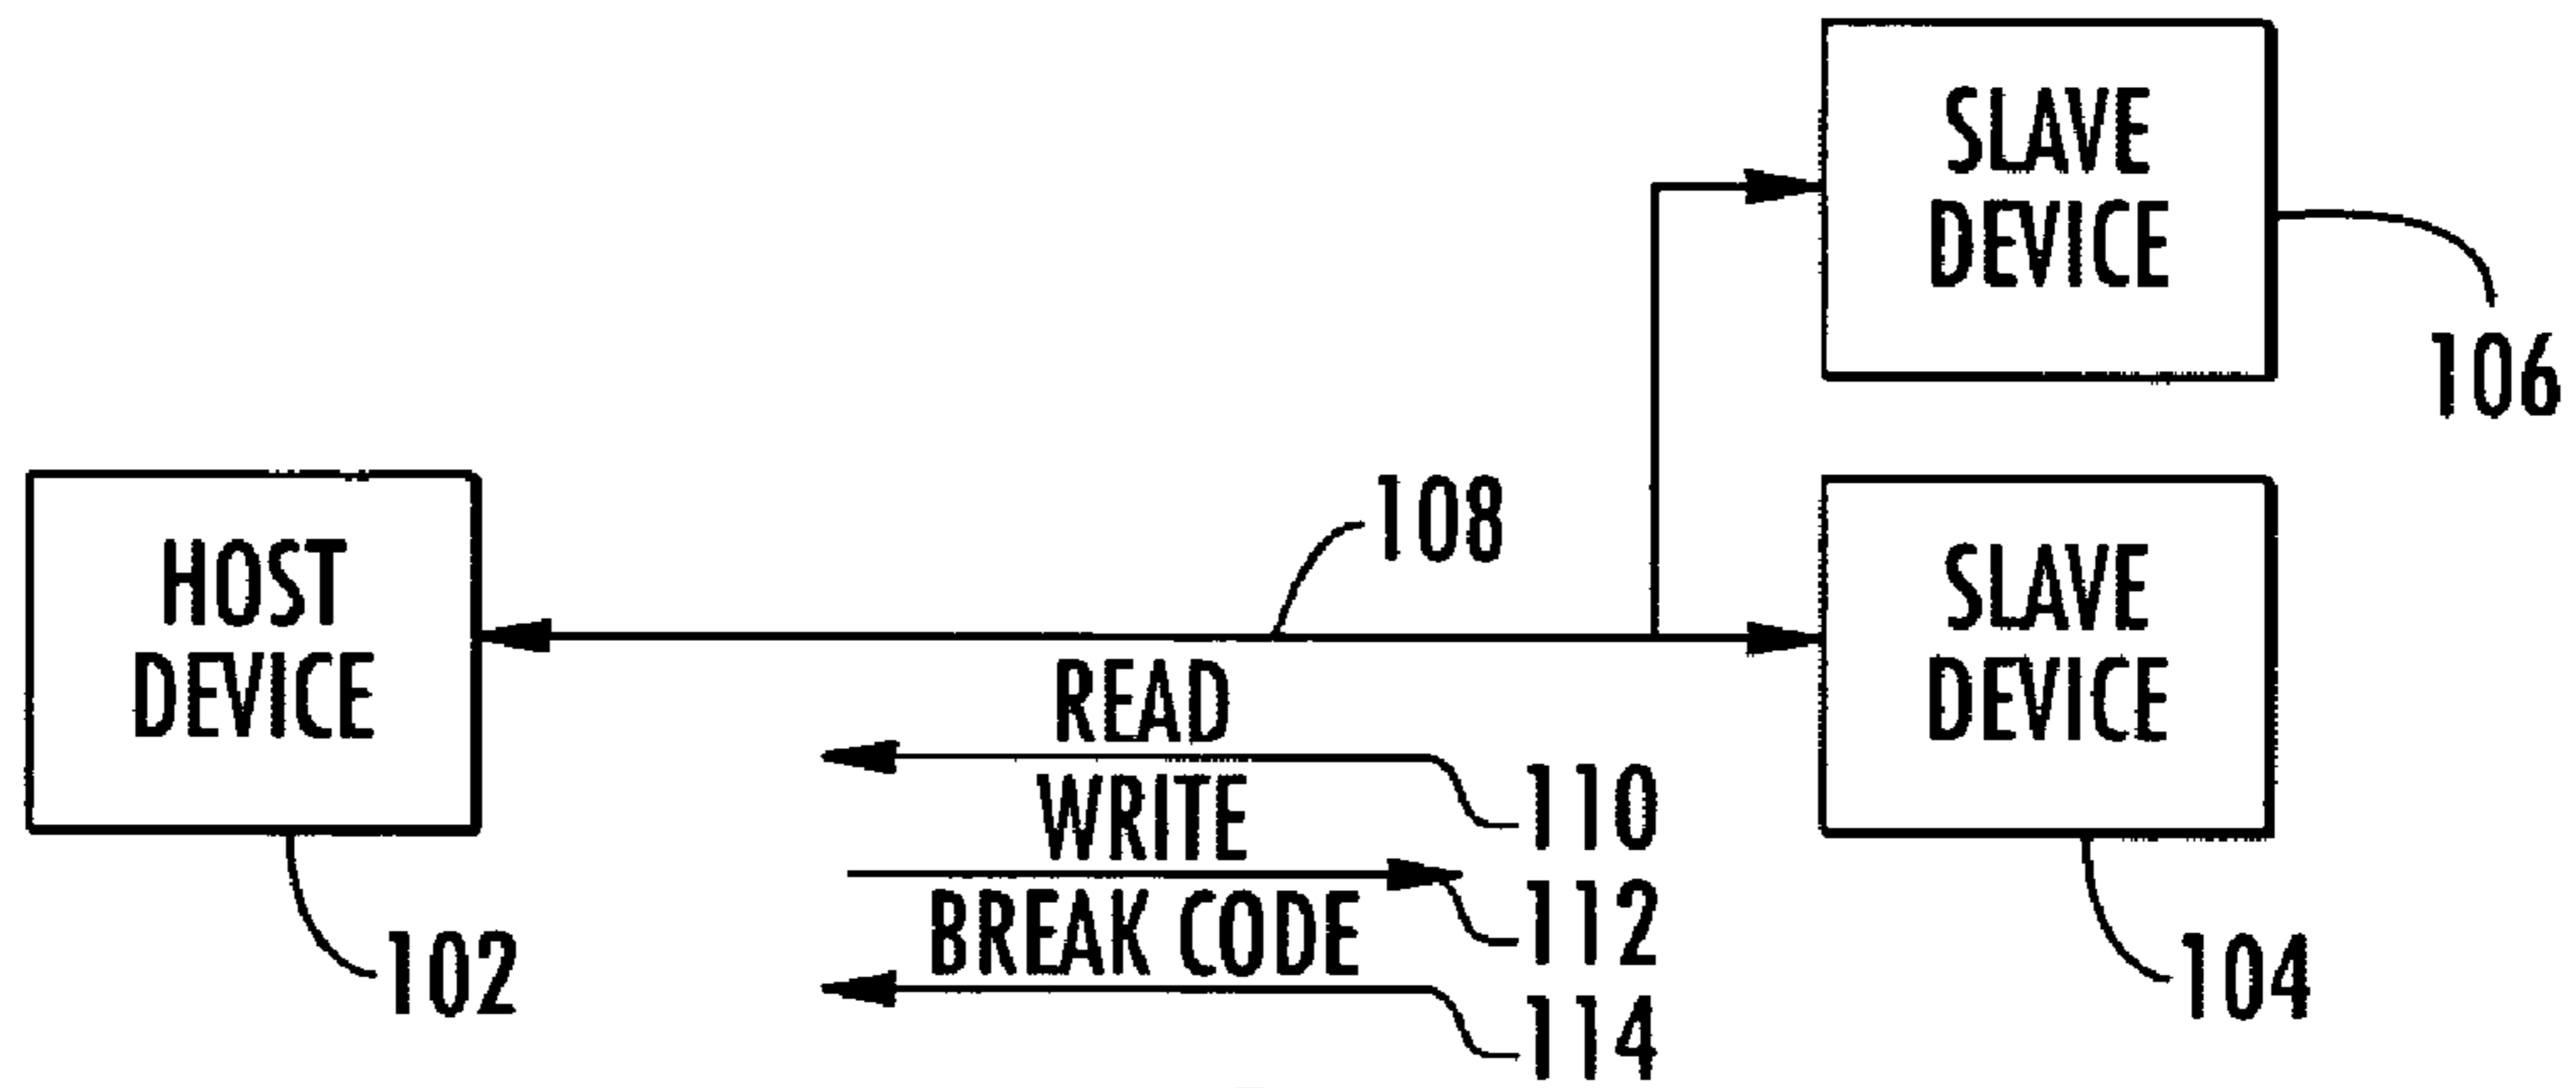 SLAVE
DEVICE
106
HOST
DEVICE
102
108
SLAVE
DEVICE
104
READ
110
WRITE
112
BREAK CODE
114